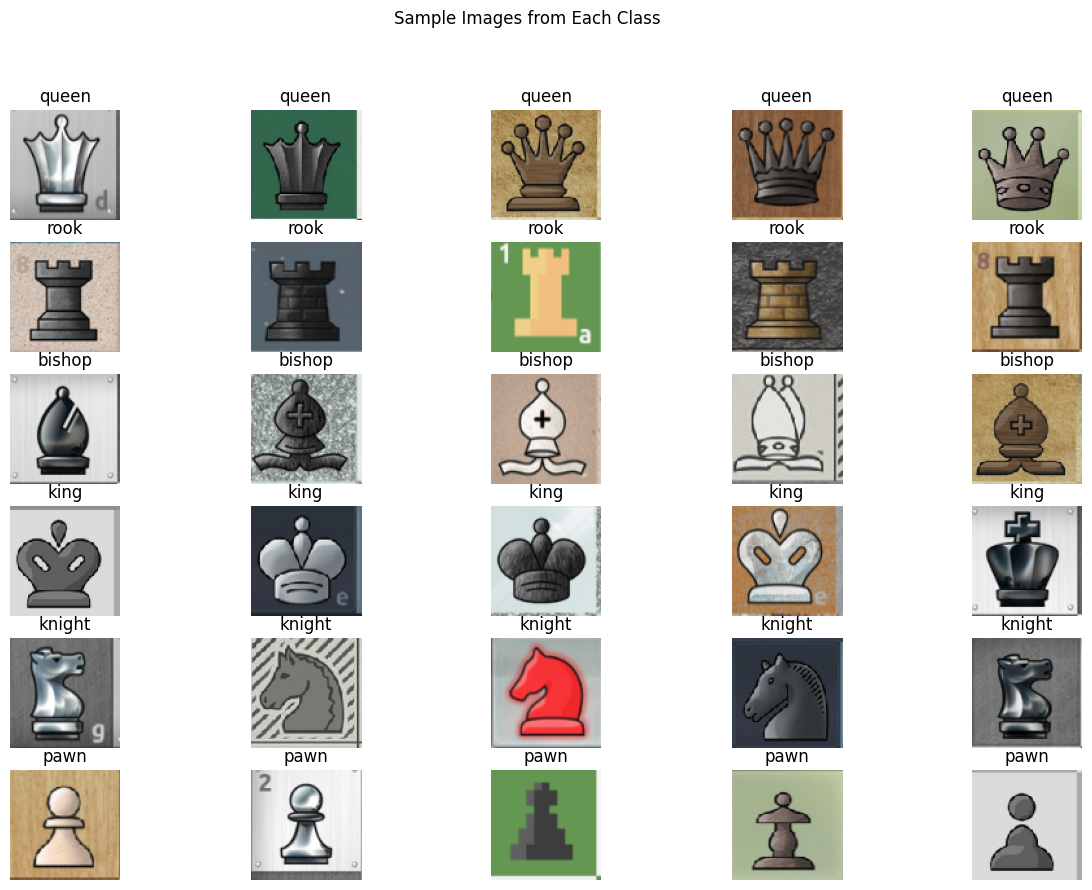 Sample Images from Each Class
queen queen queen queen queen
d
rook rook rook rook rook
8 1 8
a
bishop bishop bishop bishop bishop
king king king king king
e e
knight knight knight knight knight
g
pawn pawn pawn pawn pawn
2